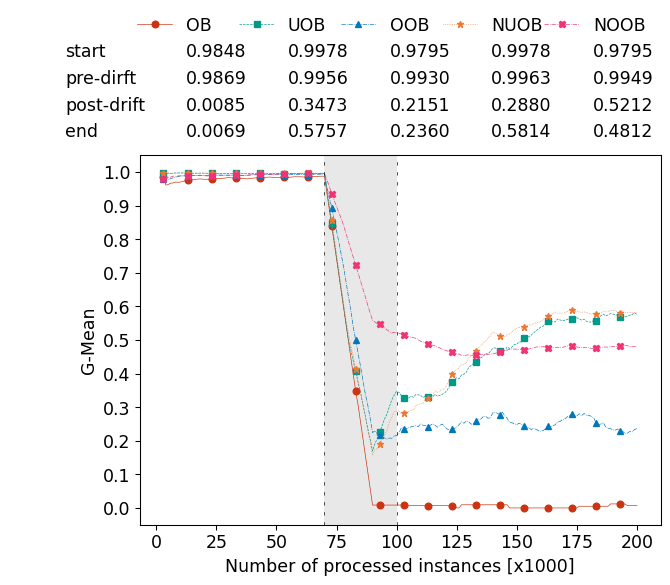 OB UOB OOB NUOB NOOB
start 0.9848 0.9978 0.9795 0.9978 0.9795
pre-dirft 0.9869 0.9956 0.9930 0.9963 0.9949
post-drift 0.0085 0.3473 0.2151 0.2880 0.5212
end 0.0069 0.5757 0.2360 0.5814 0.4812
1.0
0.9
0.8
0.7
0.6
0.5
0.4
0.3
0.2
0.1
0.0
G-Mean
0 25 50 75 100 125 150 175 200
Number of processed instances [x1000]